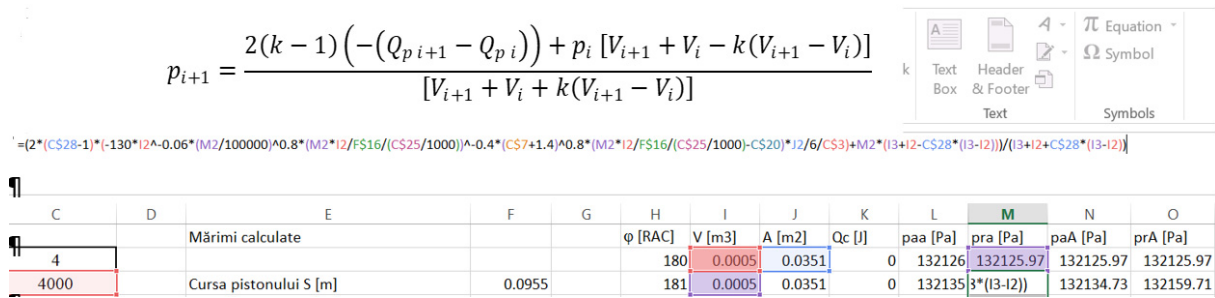 p_{i+1} = \frac{2(k-1)\left(-(Q_{p\,i+1} - Q_{p\,i})\right) + p_i\,[V_{i+1} + V_i - k(V_{i+1} - V_i)]}{[V_{i+1} + V_i + k(V_{i+1} - V_i)]}
A π Equation
Ω Symbol
k Text Box Header & Footer
Text Symbols
=(2*(C$28-1)*(-130*I2^-0.06*(M2/100000)^0.8*(M2*I2/F$16/(C$25/1000))^-0.4*(C$7+1.4)^0.8*(M2*I2/F$16/(C$25/1000)-C$20)*J2/6/C$3)+M2*(I3+I2-C$28*(I3-I2)))/(I3+I2+C$28*(I3-I2))
¶
C D E F G H I J K L M N O
¶ Mărimi calculate φ [RAC] V [m3] A [m2] Qc [J] paa [Pa] pra [Pa] paA [Pa] prA [Pa]
4 180 0.0005 0.0351 0 132126 132125.97 132125.97 132125.97
4000 Cursa pistonului S [m] 0.0955 181 0.0005 0.0351 0 132135 3*(I3-I2)) 132134.73 132159.71